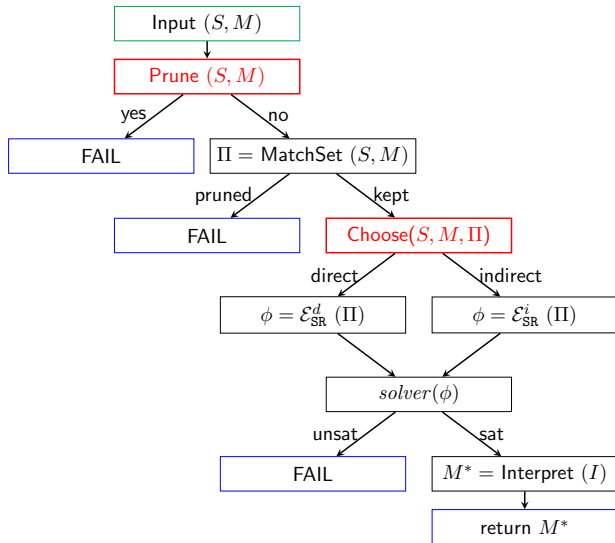 Input (S, M)
Prune (S, M)
yes
no
FAIL
Π = MatchSet (S, M)
pruned
kept
FAIL
Choose(S, M, Π)
direct
indirect
ϕ = ℰ^d_SR (Π)
ϕ = ℰ^i_SR (Π)
solver(ϕ)
unsat
sat
FAIL
M* = Interpret (I)
return M*